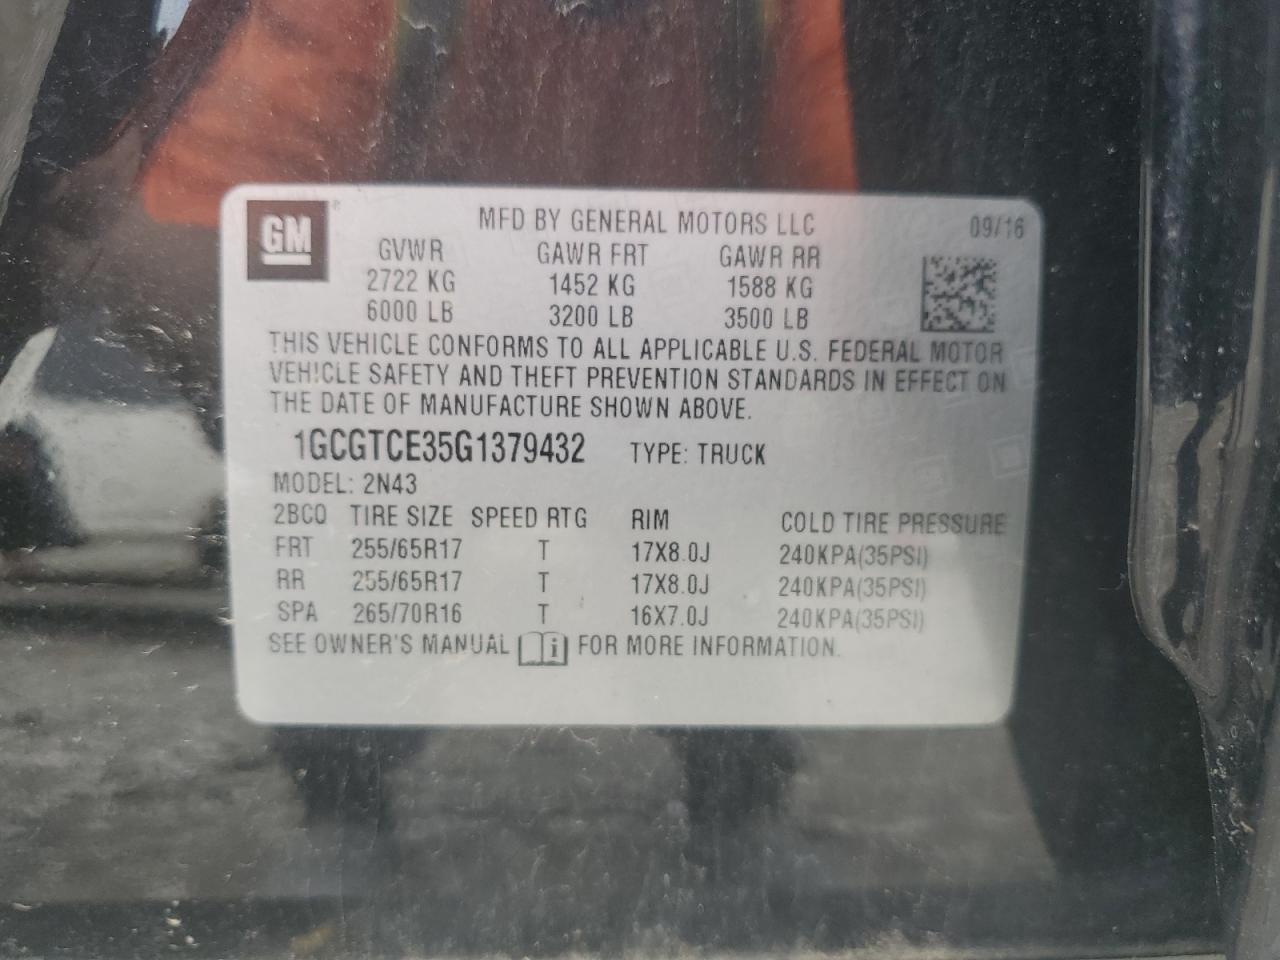 GM®
MFD BY GENERAL MOTORS LLC 09/16
GVWR GAWR FRT GAWR RR
2722 KG 1452 KG 1588 KG
6000 LB 3200 LB 3500 LB
THIS VEHICLE CONFORMS TO ALL APPLICABLE U.S. FEDERAL MOTOR
VEHICLE SAFETY AND THEFT PREVENTION STANDARDS IN EFFECT ON
THE DATE OF MANUFACTURE SHOWN ABOVE.
1GCGTCE35G1379432 TYPE: TRUCK
MODEL: 2N43
2BCQ TIRE SIZE SPEED RTG RIM COLD TIRE PRESSURE
FRT 255/65R17 T 17X8.0J 240KPA(35PSI)
RR 255/65R17 T 17X8.0J 240KPA(35PSI)
SPA 265/70R16 T 16X7.0J 240KPA(35PSI)
SEE OWNER'S MANUAL i FOR MORE INFORMATION.